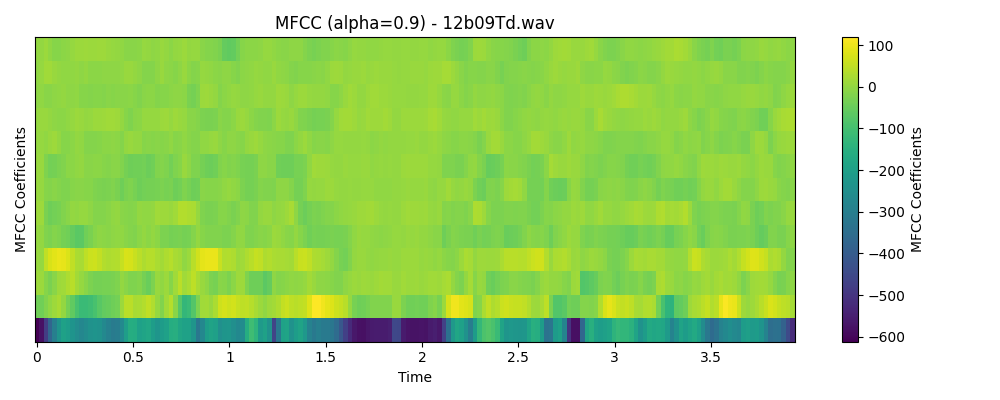 MFCC (alpha=0.9) - 12b09Td.wav
MFCC Coefficients
0 0.5 1 1.5 2 2.5 3 3.5
Time
100
0
−100
−200
−300
−400
−500
−600
MFCC Coefficients